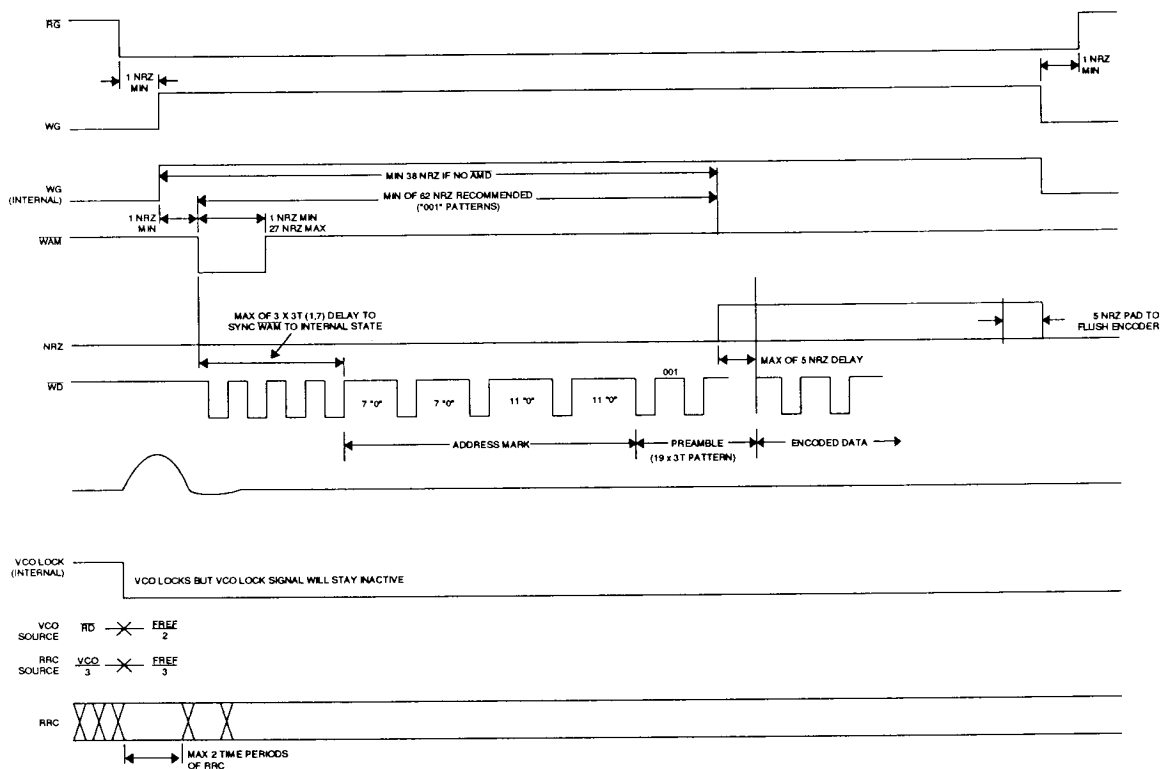 RG
1 NRZ
MIN
1 NRZ
MIN
WG
MIN 38 NRZ IF NO AMD
WG
(INTERNAL)
MIN OF 62 NRZ RECOMMENDED
("001" PATTERNS)
1 NRZ
MIN
1 NRZ MIN
27 NRZ MAX
WAM
MAX OF 3 X 3T (1,7) DELAY TO
SYNC WAM TO INTERNAL STATE
5 NRZ PAD TO
FLUSH ENCODER
NRZ
MAX OF 5 NRZ DELAY
WD
001
7 "0"
7 "0"
11 "0"
11 "0"
ADDRESS MARK
PREAMBLE
(19 x 3T PATTERN)
ENCODED DATA
VCO LOCK
(INTERNAL)
VCO LOCKS BUT VCO LOCK SIGNAL WILL STAY INACTIVE
VCO
SOURCE
RD
FREF
2
RRC
SOURCE
VCO
3
FREF
3
RRC
MAX 2 TIME PERIODS
OF RRC